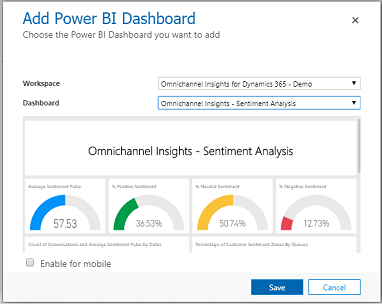 Add Power BI Dashboard
Choose the Power BI Dashboard you want to add
Workspace
Omnichannel Insights for Dynamics 365 - Demo
Dashboard
Omnichannel Insights - Sentiment Analysis
Omnichannel Insights - Sentiment Analysis
Average Sentiment Pulse
% Positive Sentiment
% Neutral Sentiment
% Negative Sentiment
57.53
36.53%
50.74%
12.73%
Count of Conversations and Average Sentiment Pulse by Dates
Percentage of Customer Sentiment Zones By Queues
Enable for mobile
Save
Cancel